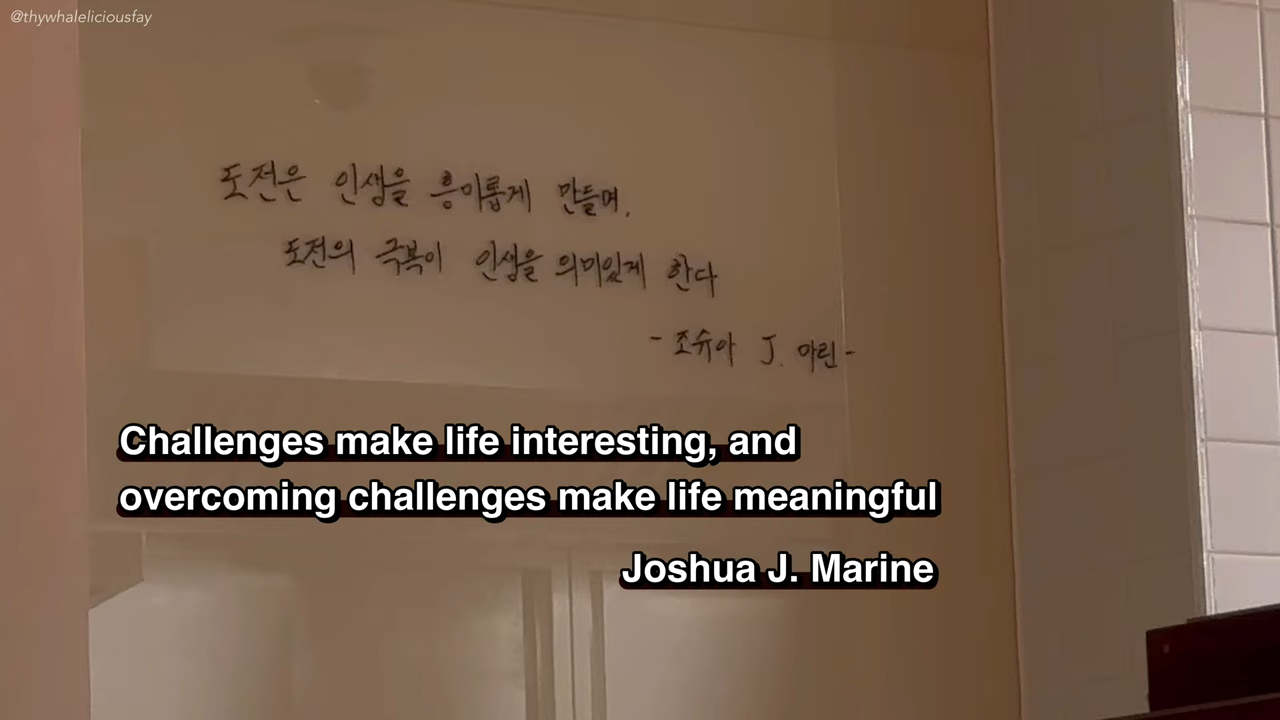 @thywhaleliciousfay
도전은 인생을 흥미롭게 만들며,
도전의 극복이 인생을 의미있게 한다
- 조슈아 J. 마린 -
Challenges make life interesting, and
overcoming challenges make life meaningful
Joshua J. Marine